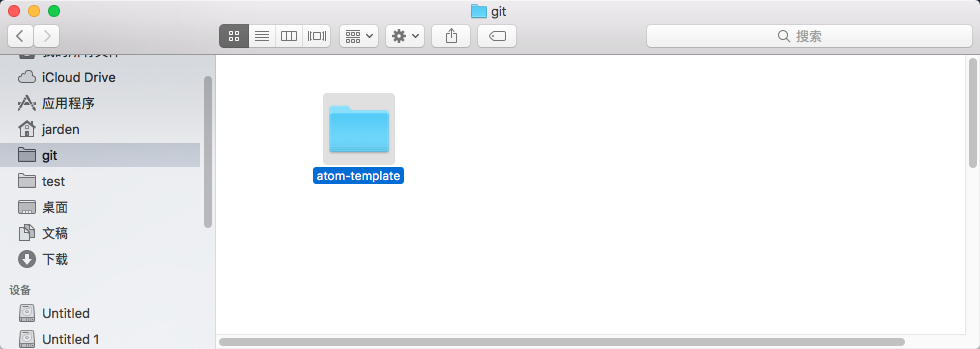 git
搜索
iCloud Drive
应用程序
jarden
git
test
桌面
文稿
下载
设备
Untitled
Untitled 1
atom-template